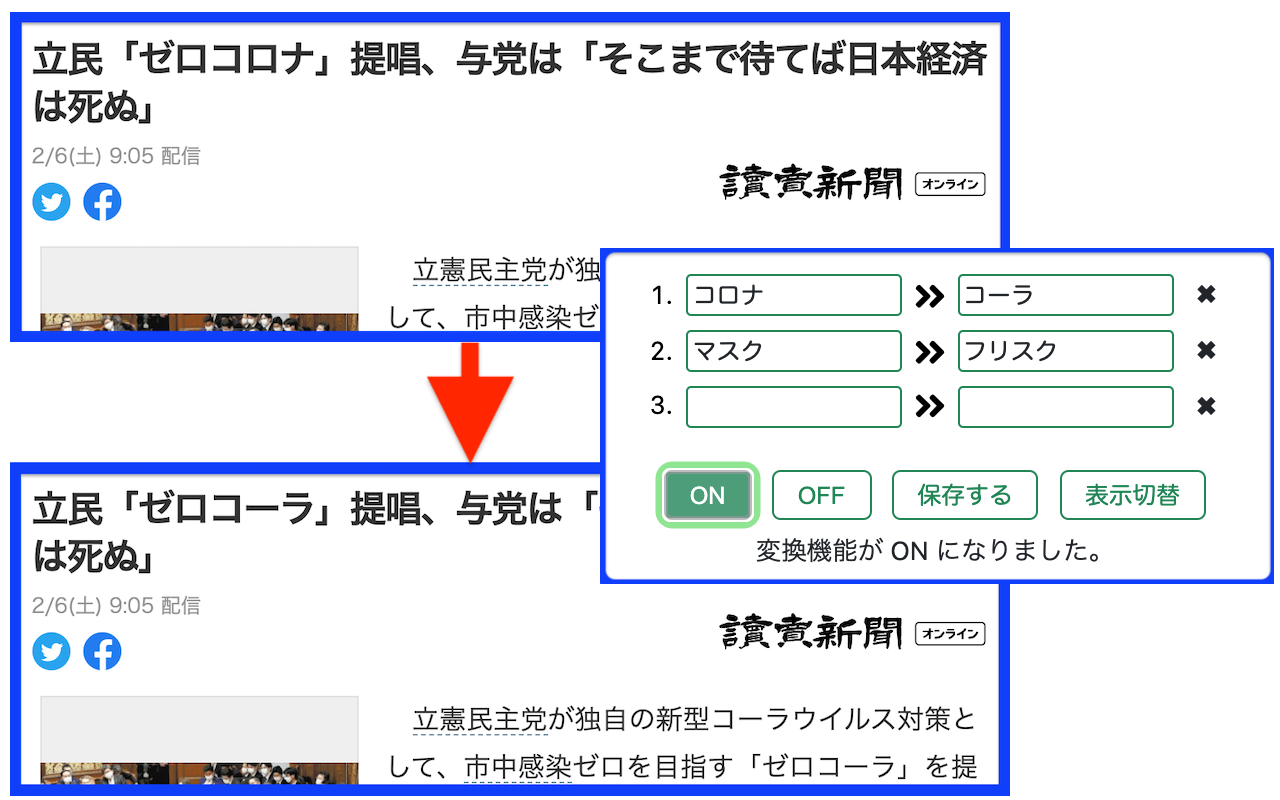 立民「ゼロコロナ」提唱、与党は「そこまで待てば日本経済
は死ぬ」
2/6(土) 9:05 配信
讀賣新聞 オンライン
立憲民主党が独
して、市中感染ゼ
1. コロナ » コーラ ✖
2. マスク » フリスク ✖
3. » ✖
ON OFF 保存する 表示切替
変換機能が ON になりました。
立民「ゼロコーラ」提唱、与党は「
は死ぬ」
2/6(土) 9:05 配信
讀賣新聞 オンライン
立憲民主党が独自の新型コーラウイルス対策と
して、市中感染ゼロを目指す「ゼロコーラ」を提